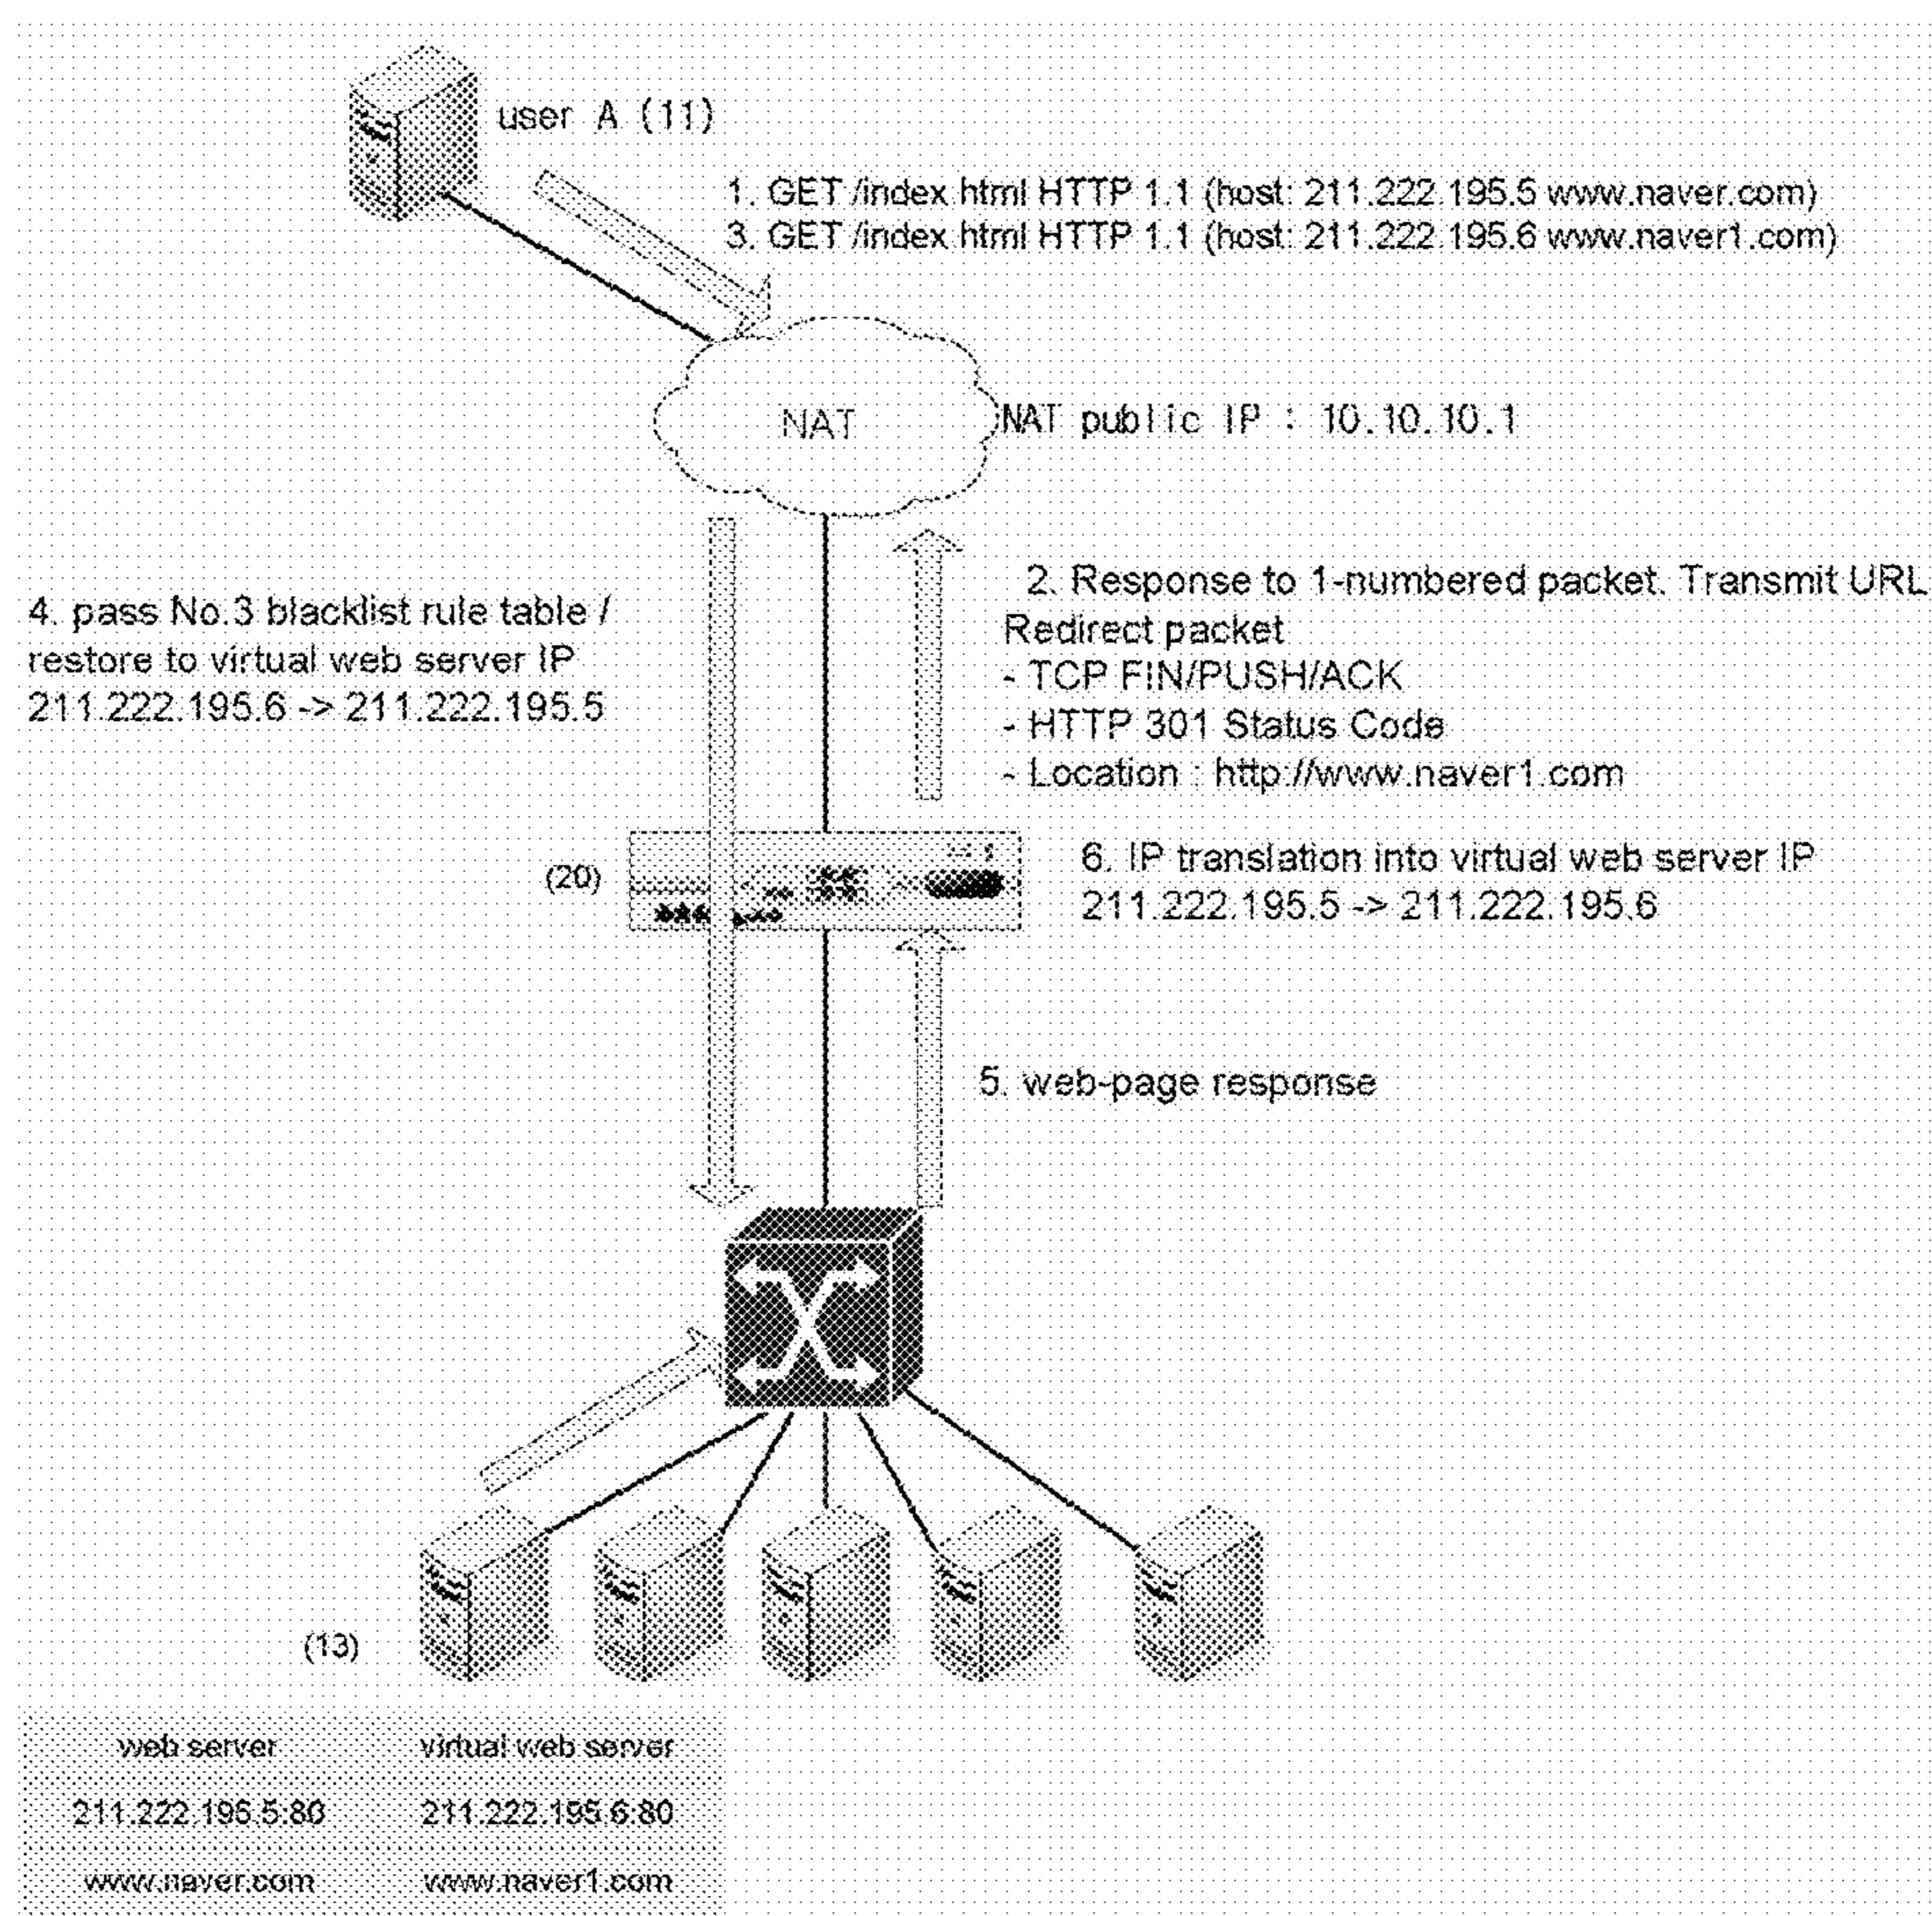 user A (11)
1. GET /index.html HTTP 1.1 (host: 211.222.195.5 www.naver.com)
3. GET /index.html HTTP 1.1 (host: 211.222.195.6 www.naver1.com)
NAT
NAT public IP : 10.10.10.1
2. Response to 1-numbered packet. Transmit URL
Redirect packet
- TCP FIN/PUSH/ACK
- HTTP 301 Status Code
- Location : http://www.naver1.com
4. pass No.3 blacklist rule table /
restore to virtual web server IP
211.222.195.6 -> 211.222.195.5
(20)
6. IP translation into virtual web server IP
211.222.195.5 -> 211.222.195.6
5. web-page response
(13)
web server virtual web server
211.222.195.5:80 211.222.195.6:80
www.naver.com www.naver1.com